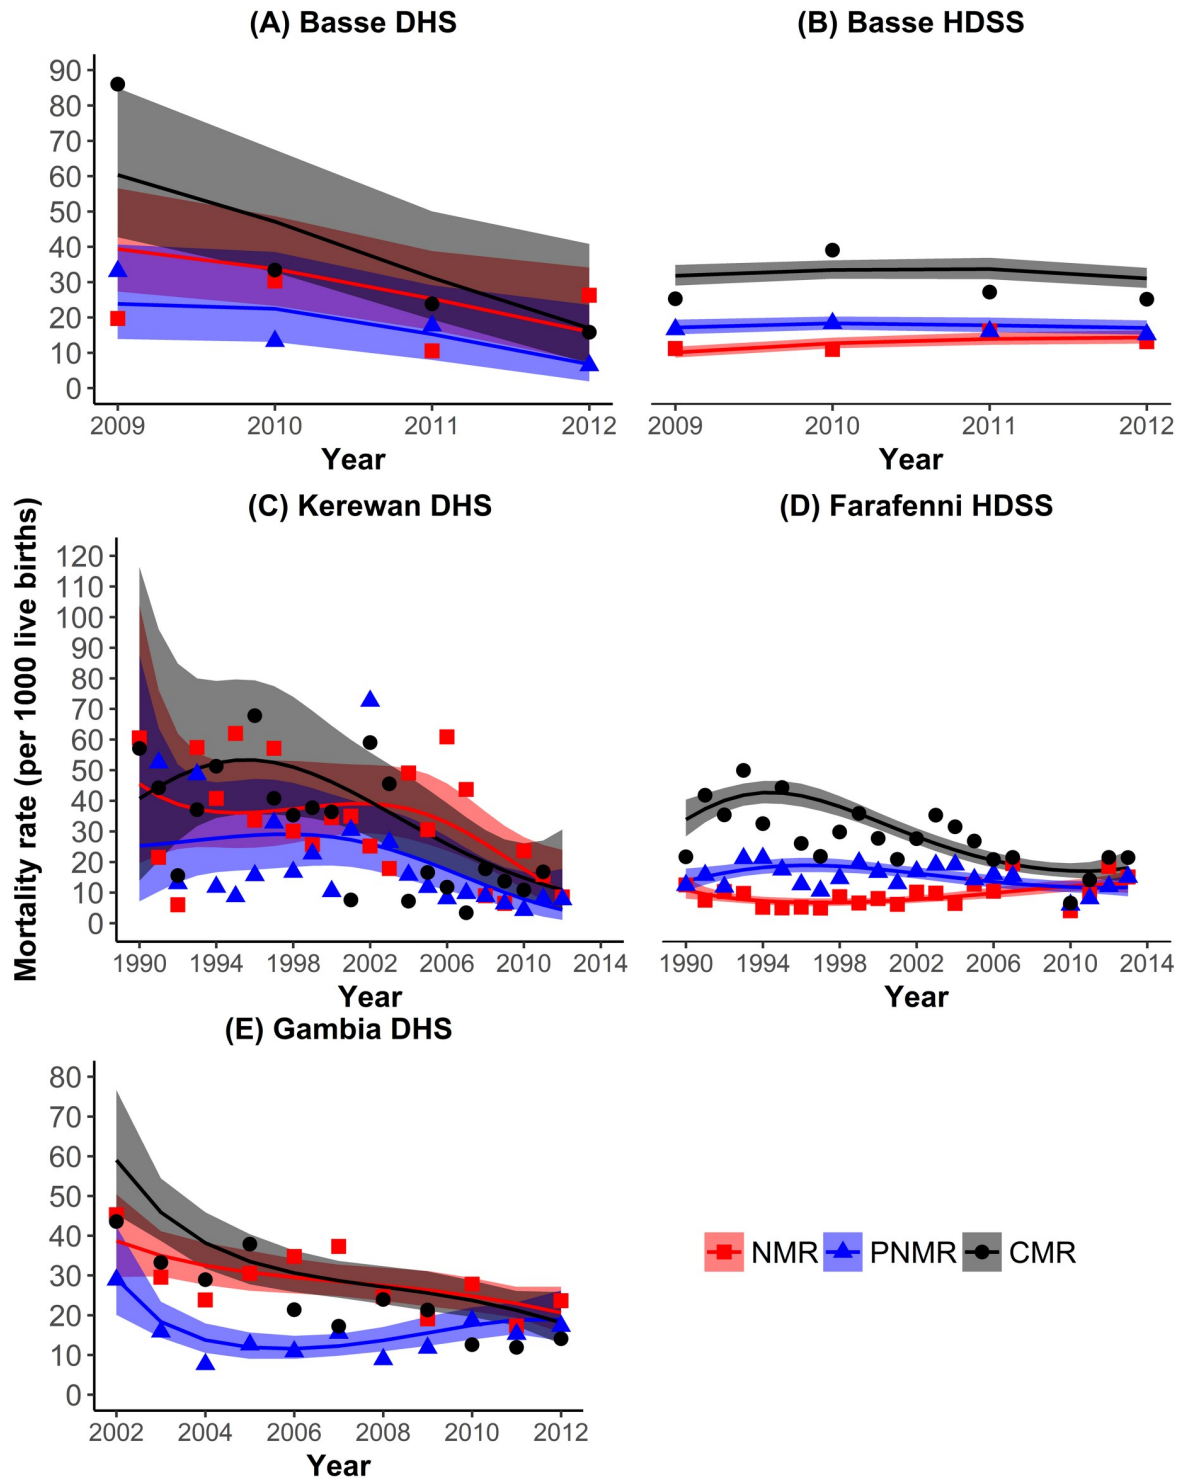 (A) Basse DHS
(B) Basse HDSS
90
80
70
60
50
40
30
20
10
0
2009 2010 2011 2012
2009 2010 2011 2012
Year
Year
(C) Kerewan DHS
(D) Farafenni HDSS
Mortality rate (per 1000 live births)
120
110
100
90
80
70
60
50
40
30
20
10
0
1990 1994 1998 2002 2006 2010 2014
1990 1994 1998 2002 2006 2010 2014
Year
Year
(E) Gambia DHS
80
70
60
50
40
30
20
10
0
2002 2004 2006 2008 2010 2012
Year
NMR PNMR CMR